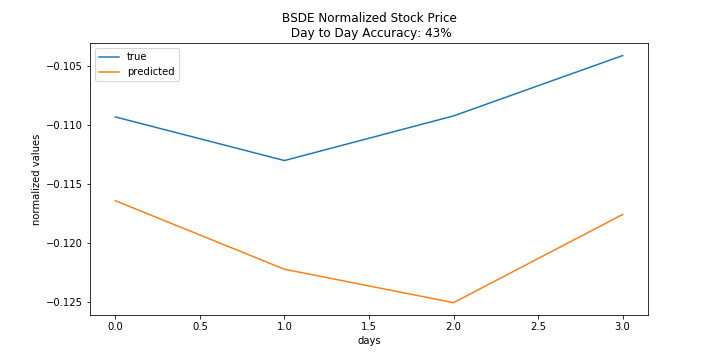 BSDE Normalized Stock Price
Day to Day Accuracy: 43%
true
predicted
normalized values
−0.105
−0.110
−0.115
−0.120
−0.125
0.0 0.5 1.0 1.5 2.0 2.5 3.0
days